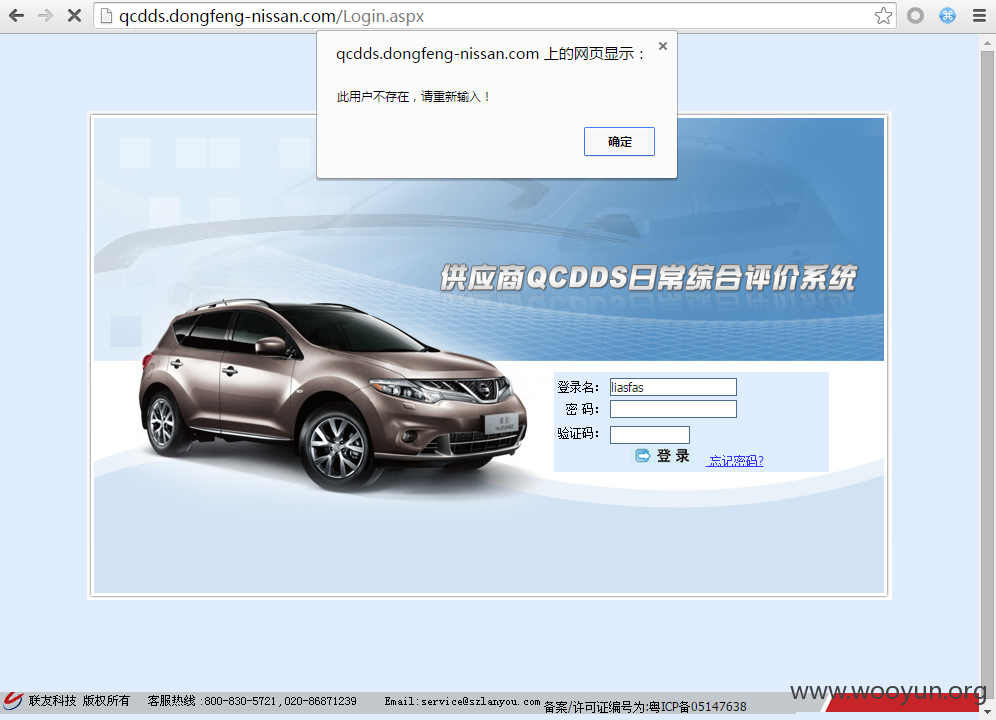 qcdds.dongfeng-nissan.com/Login.aspx
qcdds.dongfeng-nissan.com 上的网页显示：
此用户不存在，请重新输入！
确定
供应商QCDDS日常综合评价系统
登录名： liasfas
密 码：
验证码：
登 录 忘记密码?
联友科技 版权所有 客服热线:800-830-5721,020-86871239 Email:service@szlanyou.com 备案/许可证编号为:粤ICP备05147638
www.wooyun.org